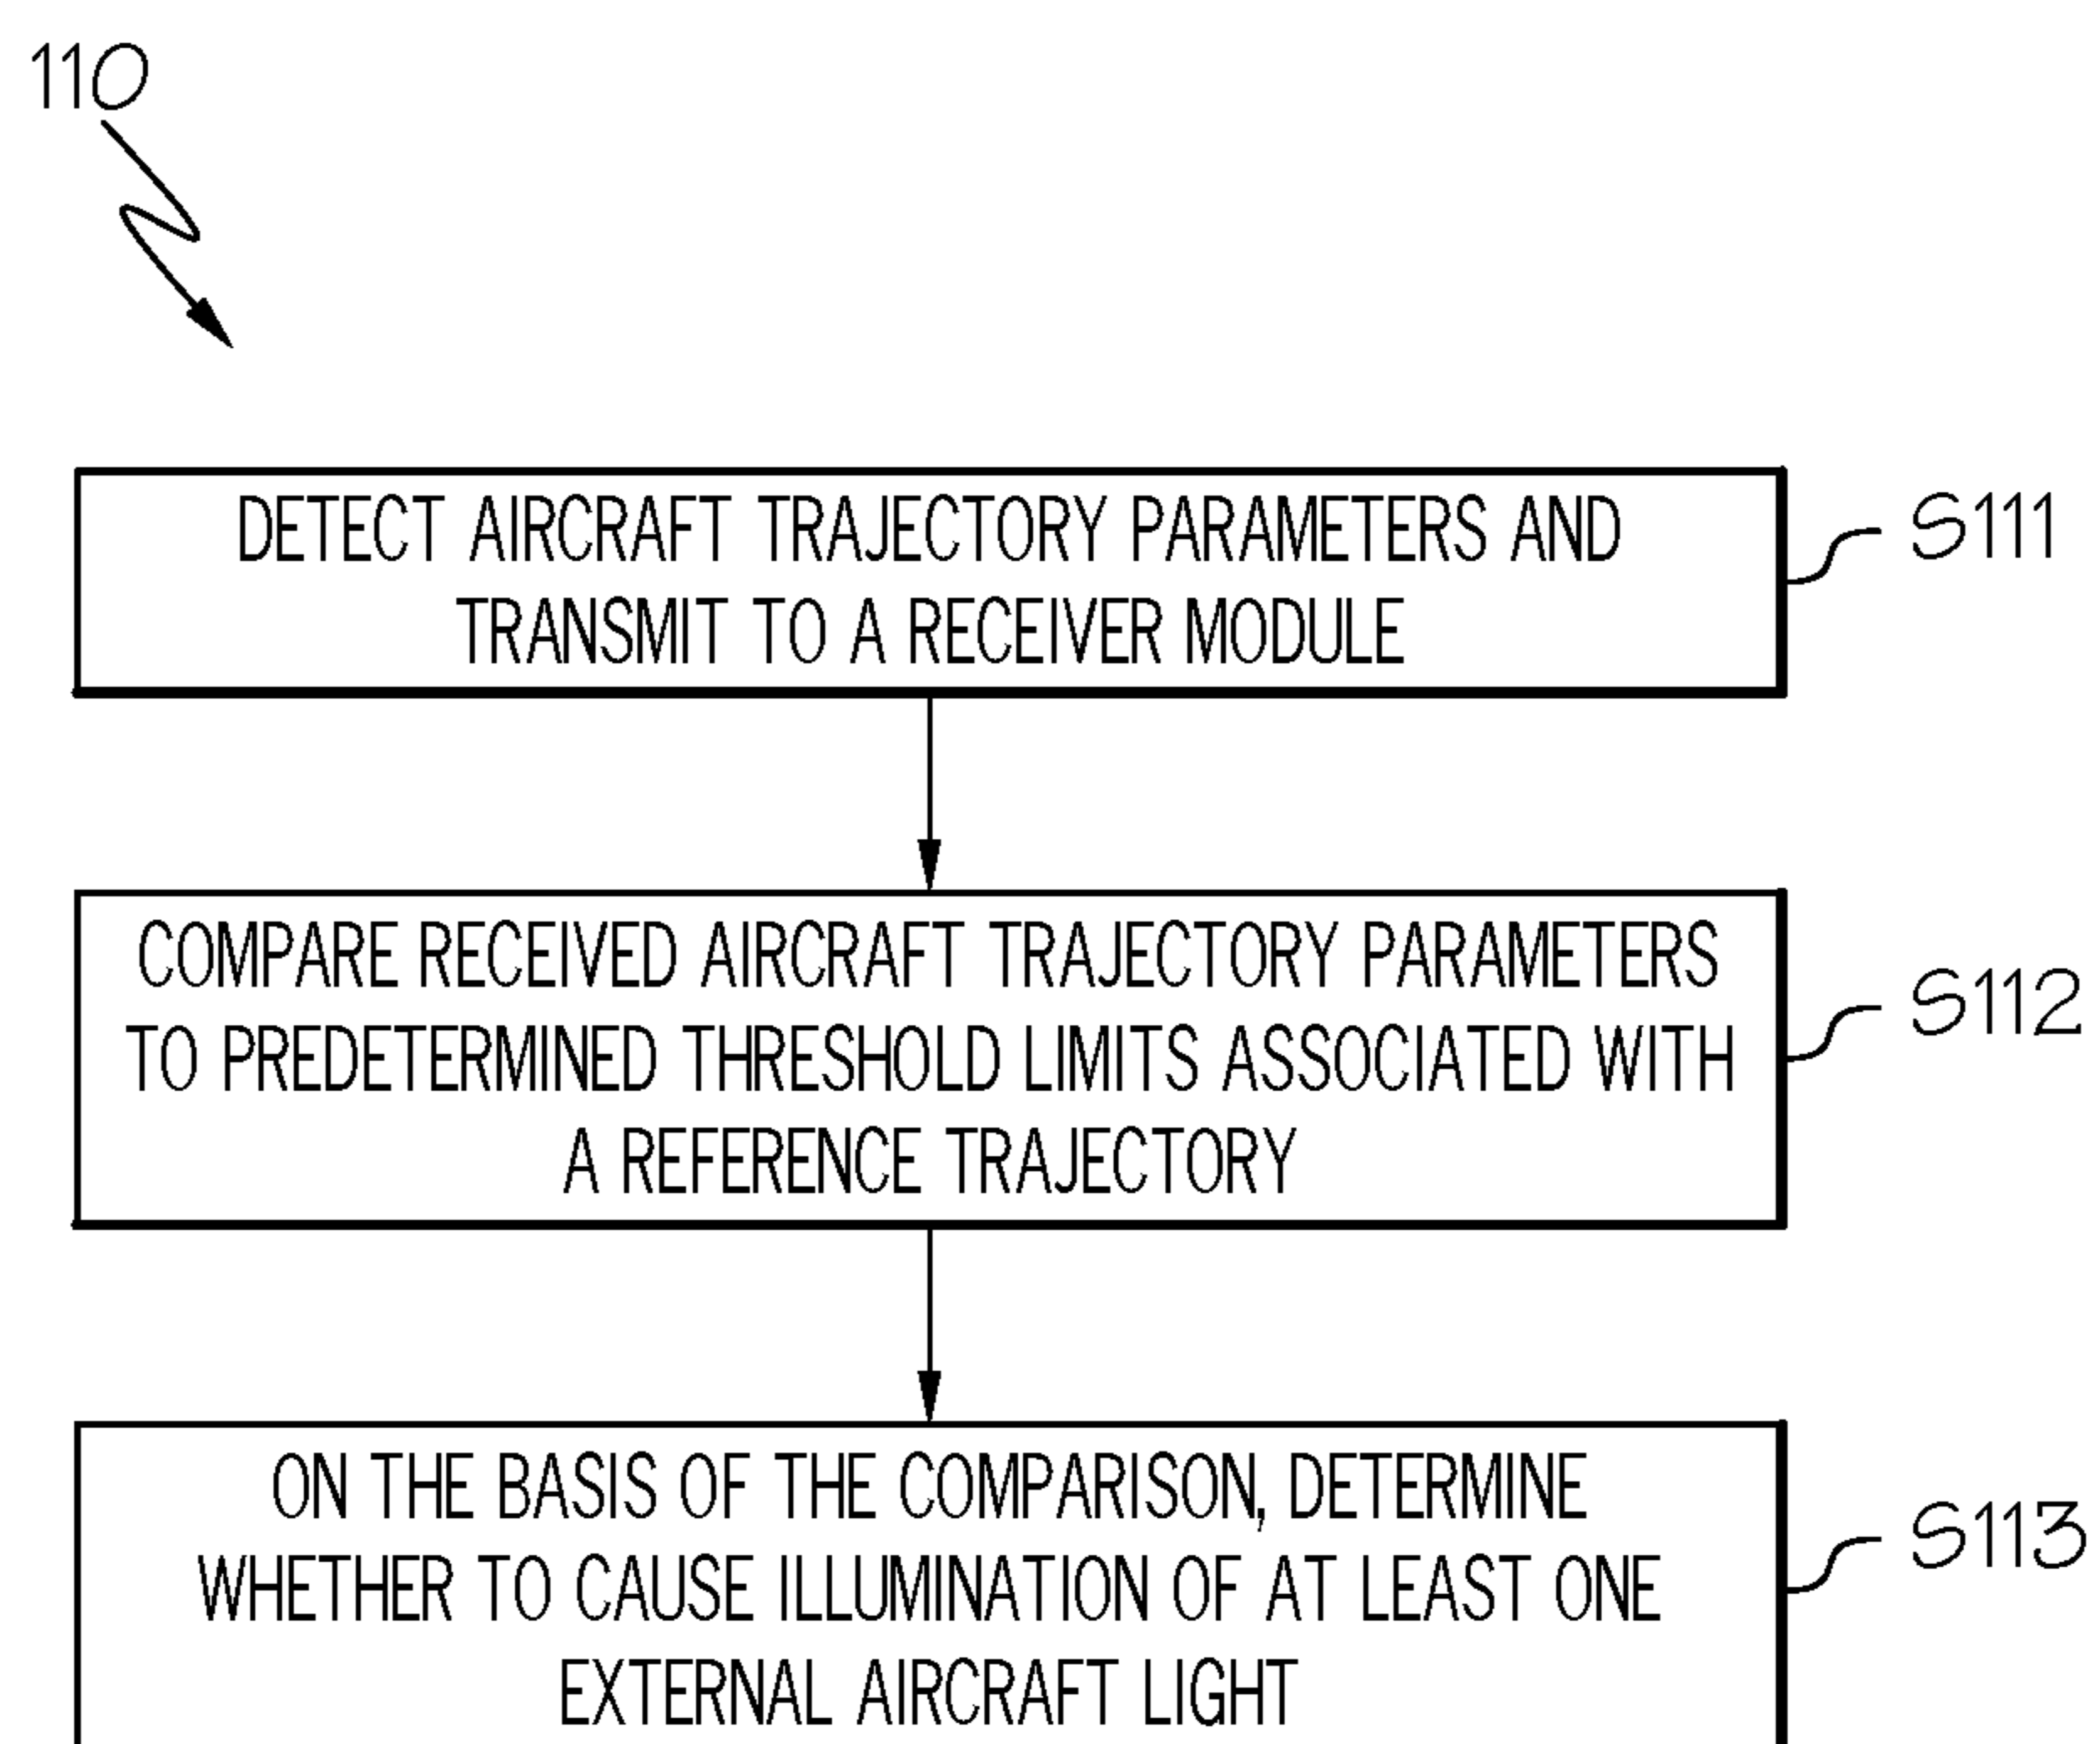 110
DETECT AIRCRAFT TRAJECTORY PARAMETERS AND
TRANSMIT TO A RECEIVER MODULE
S111
COMPARE RECEIVED AIRCRAFT TRAJECTORY PARAMETERS
TO PREDETERMINED THRESHOLD LIMITS ASSOCIATED WITH
A REFERENCE TRAJECTORY
S112
ON THE BASIS OF THE COMPARISON, DETERMINE
WHETHER TO CAUSE ILLUMINATION OF AT LEAST ONE
EXTERNAL AIRCRAFT LIGHT
S113